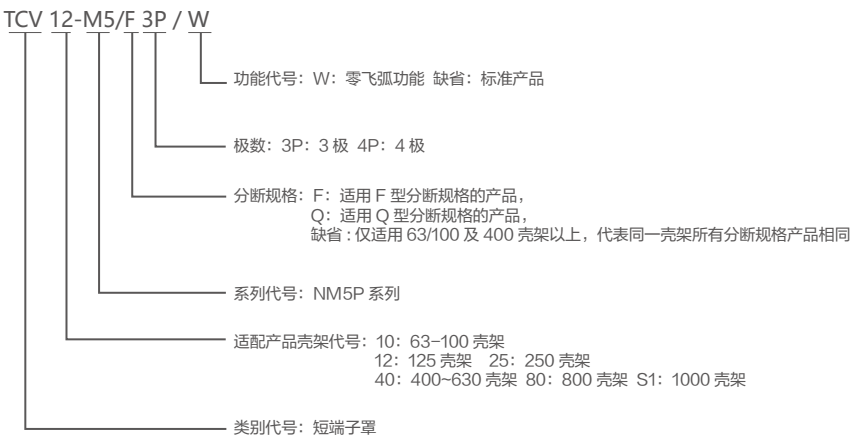 TCV 12-M5/F 3P / W
功能代号：W：零飞弧功能 缺省：标准产品
极数：3P：3 极 4P：4 极
分断规格：F：适用 F 型分断规格的产品，
Q：适用 Q 型分断规格的产品，
缺省 : 仅适用 63/100 及 400 壳架以上，代表同一壳架所有分断规格产品相同
系列代号：NM5P 系列
适配产品壳架代号：10：63-100 壳架
12：125 壳架 25：250 壳架
40：400~630 壳架 80：800 壳架 S1：1000 壳架
类别代号：短端子罩